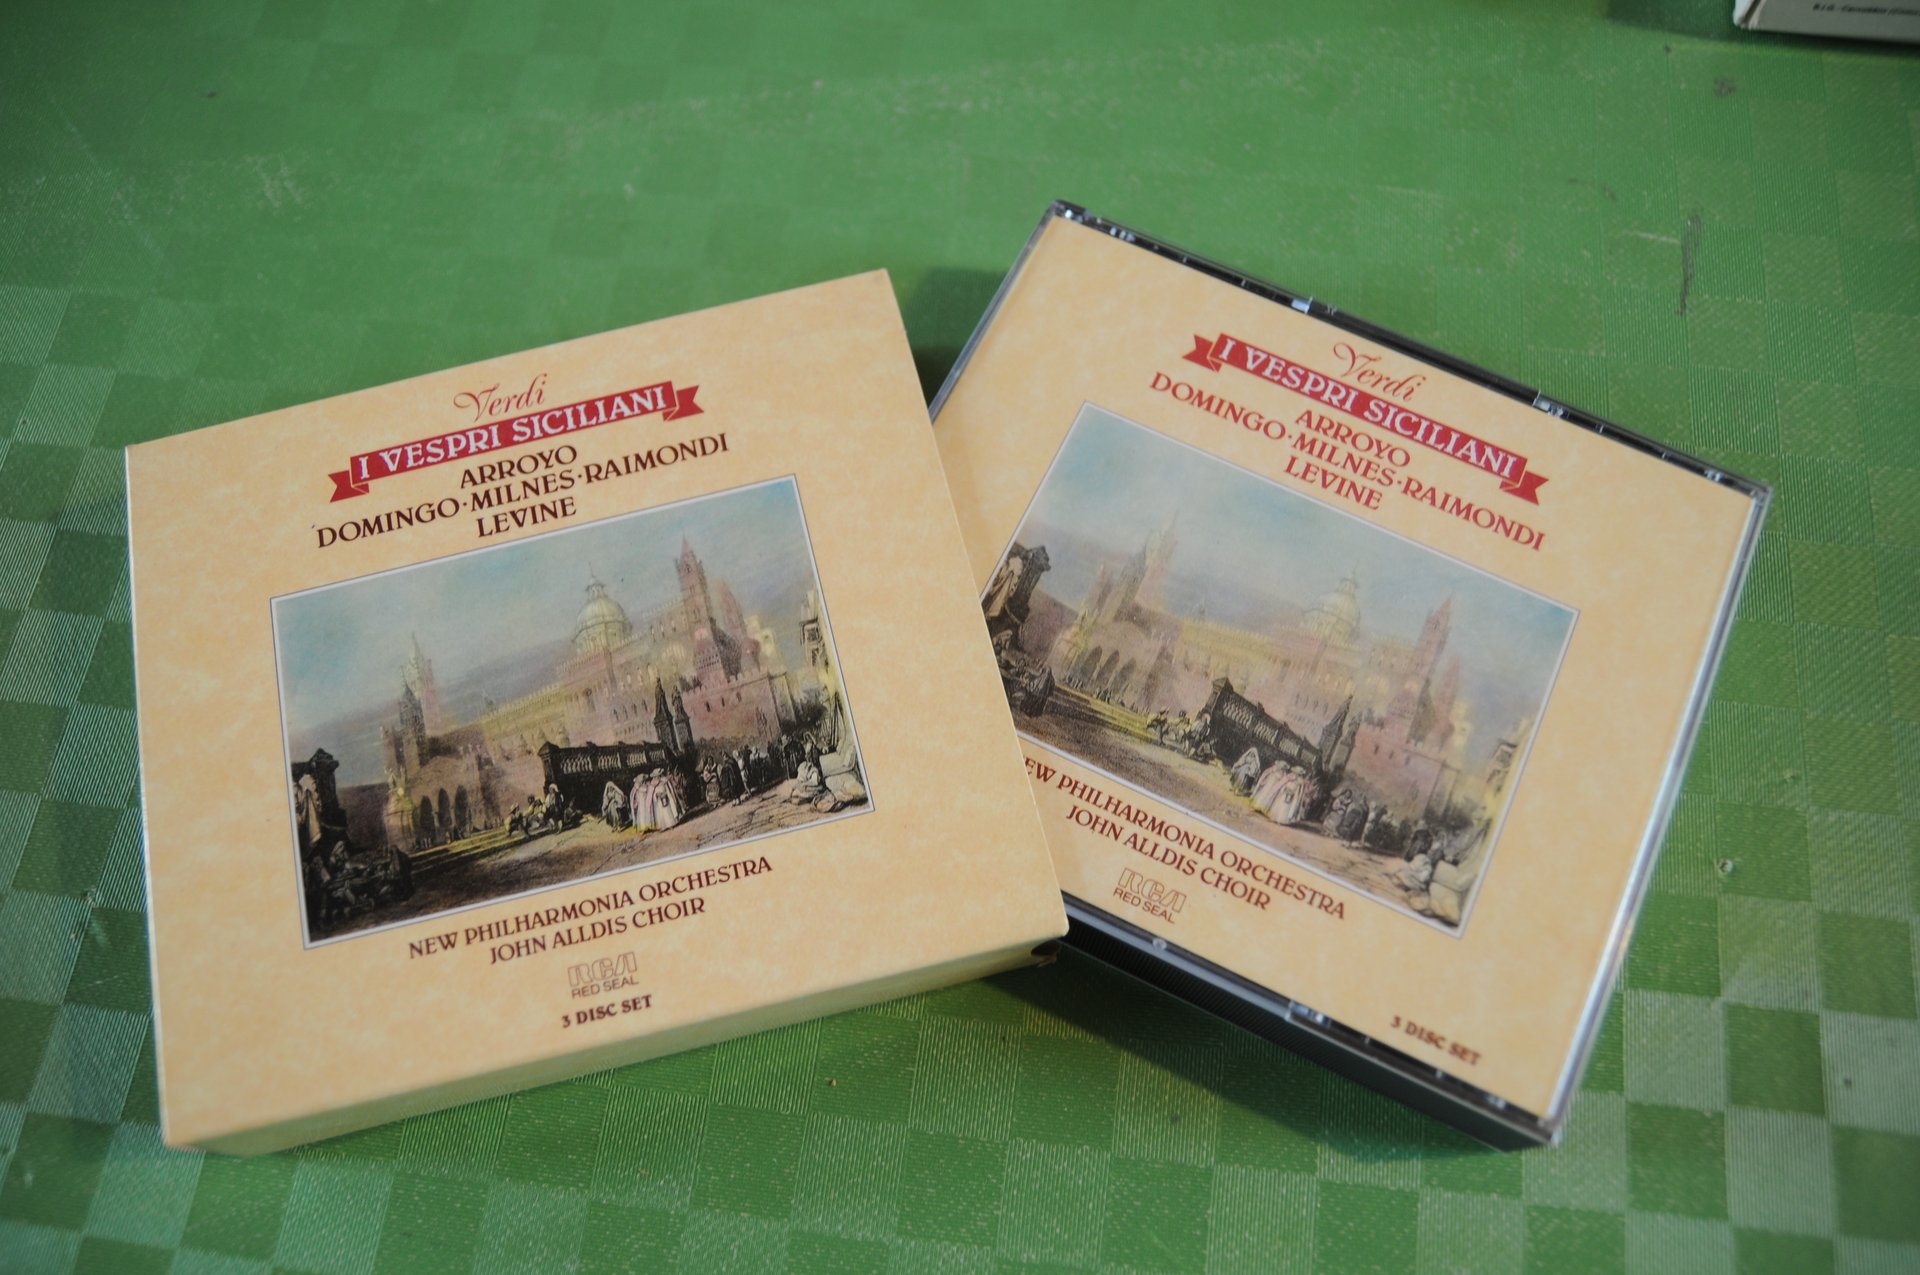 Verdi
I VESPRI SICILIANI
ARROYO
DOMINGO·MILNES·RAIMONDI
LEVINE
NEW PHILHARMONIA ORCHESTRA
JOHN ALLDIS CHOIR
RCA
RED SEAL
3 DISC SET
Verdi
I VESPRI SICILIANI
ARROYO
DOMINGO·MILNES·RAIMONDI
LEVINE
PHILHARMONIA ORCHESTRA
JOHN ALLDIS CHOIR
RCA
RED SEAL
3 DISC SET